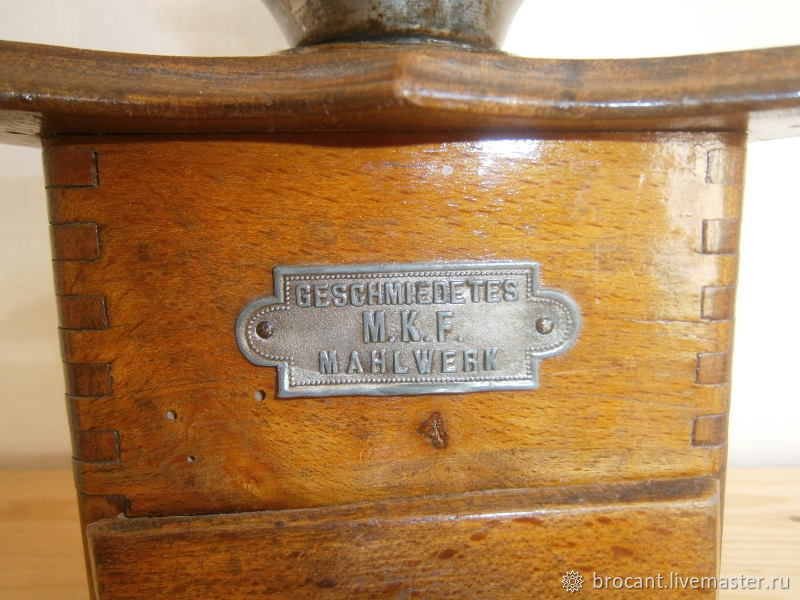 GESCHMIEDETES
M.K.F.
MAHLWERK
brocant.livemaster.ru